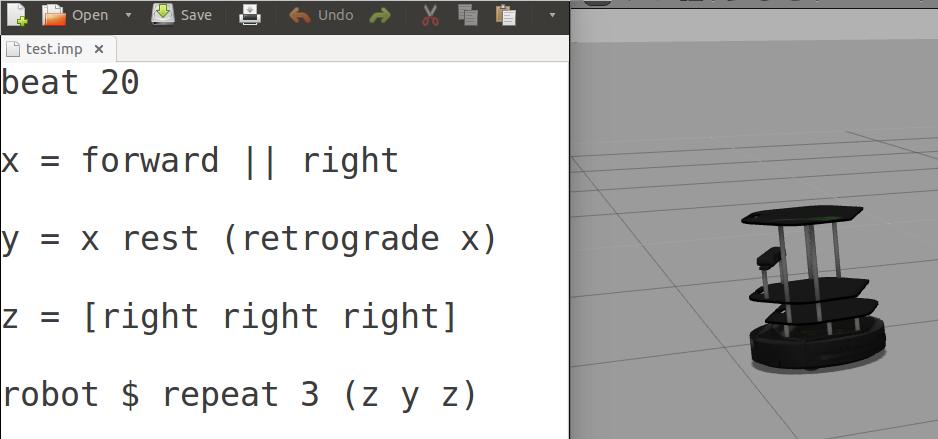 Open Save Undo
test.imp
beat 20
x = forward || right
y = x rest (retrograde x)
z = [right right right]
robot $ repeat 3 (z y z)